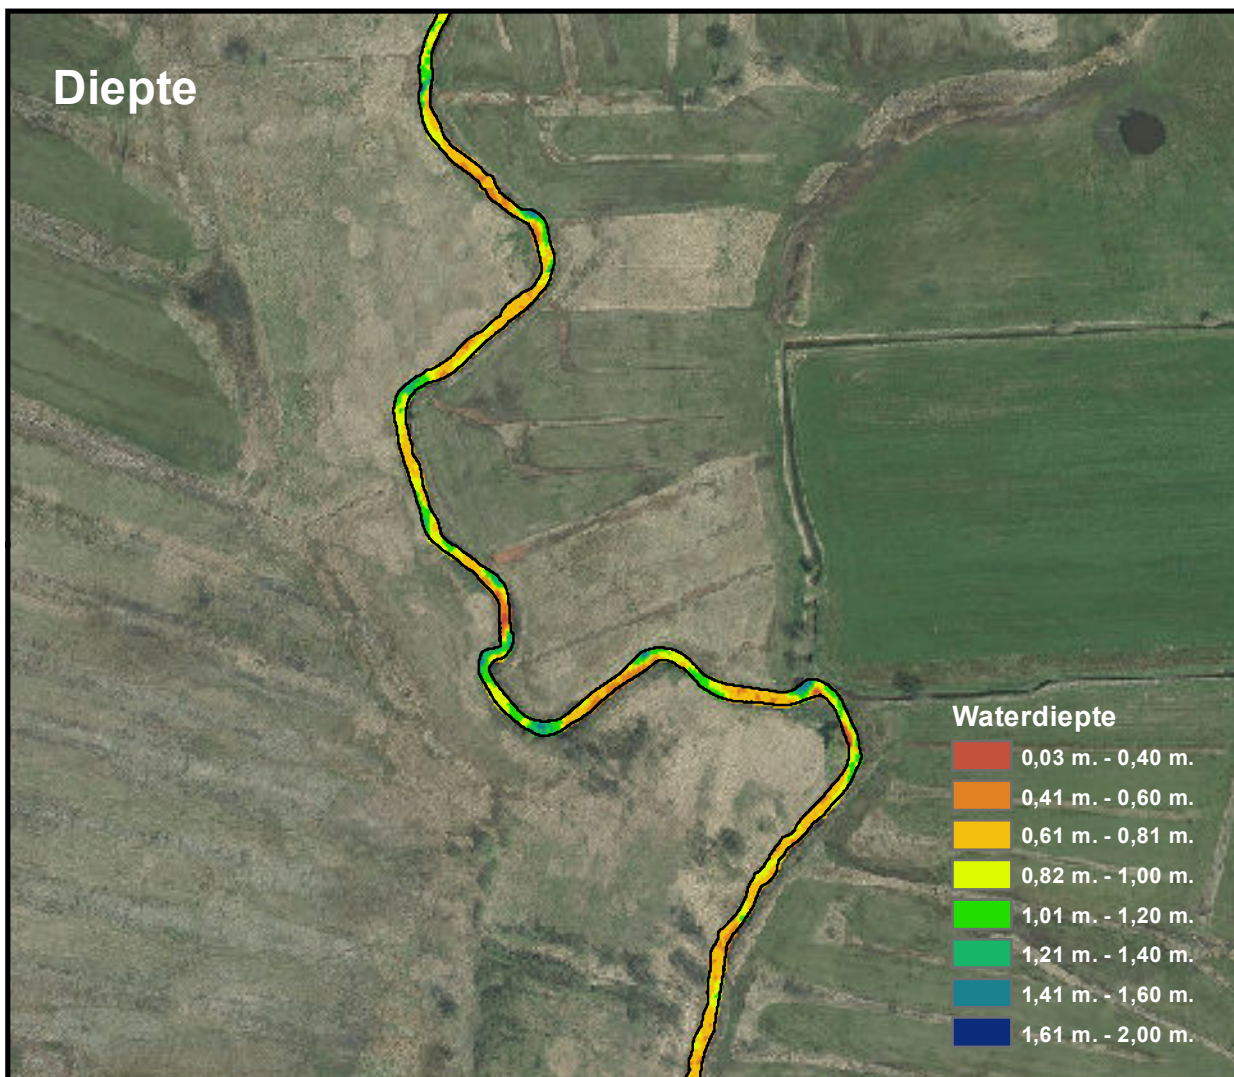 Diepte
Waterdiepte
0,03 m. - 0,40 m.
0,41 m. - 0,60 m.
0,61 m. - 0,81 m.
0,82 m. - 1,00 m.
1,01 m. - 1,20 m.
1,21 m. - 1,40 m.
1,41 m. - 1,60 m.
1,61 m. - 2,00 m.